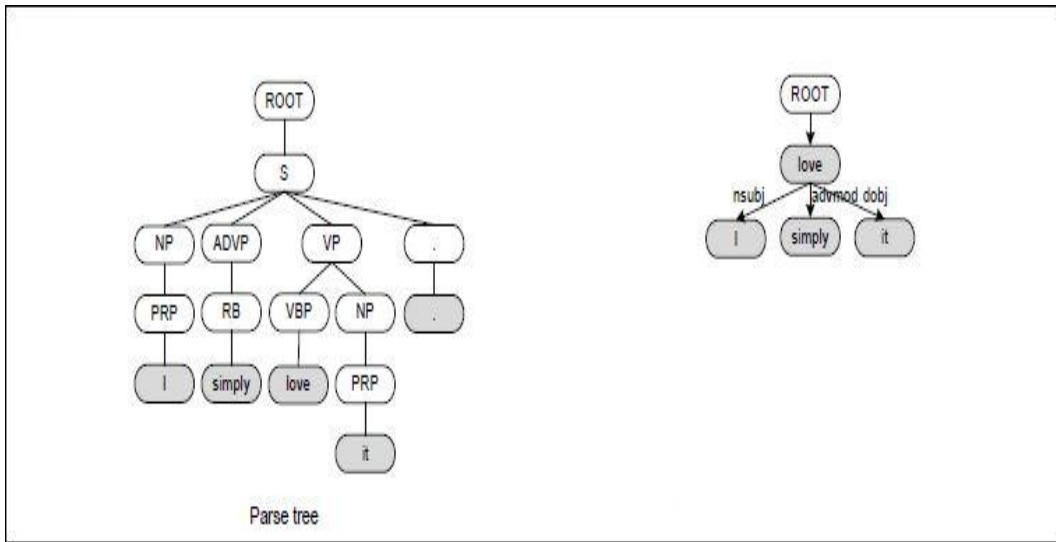 ROOT
S
NP ADVP VP .
PRP RB VBP NP .
I simply love PRP
it
Parse tree
ROOT
love
nsubj advmod dobj
I simply it